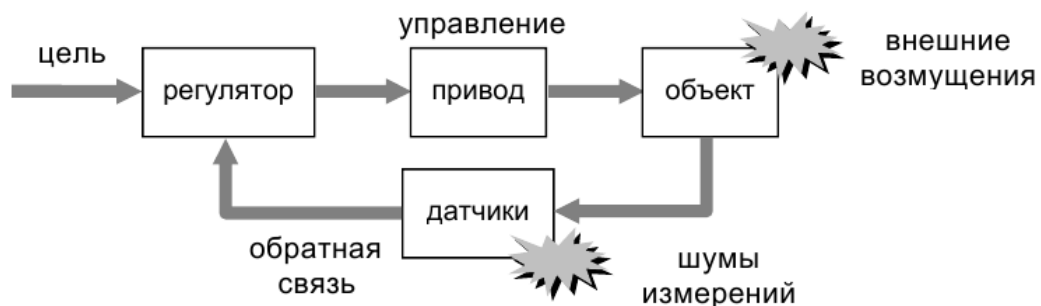 цель
регулятор
управление
привод
объект
внешние
возмущения
датчики
обратная
связь
шумы
измерений